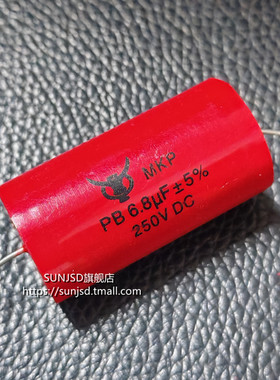 MKP
PB 6.8µF±5%
250V DC
SUNJSD旗舰店
https://sunjsd.tmall.com